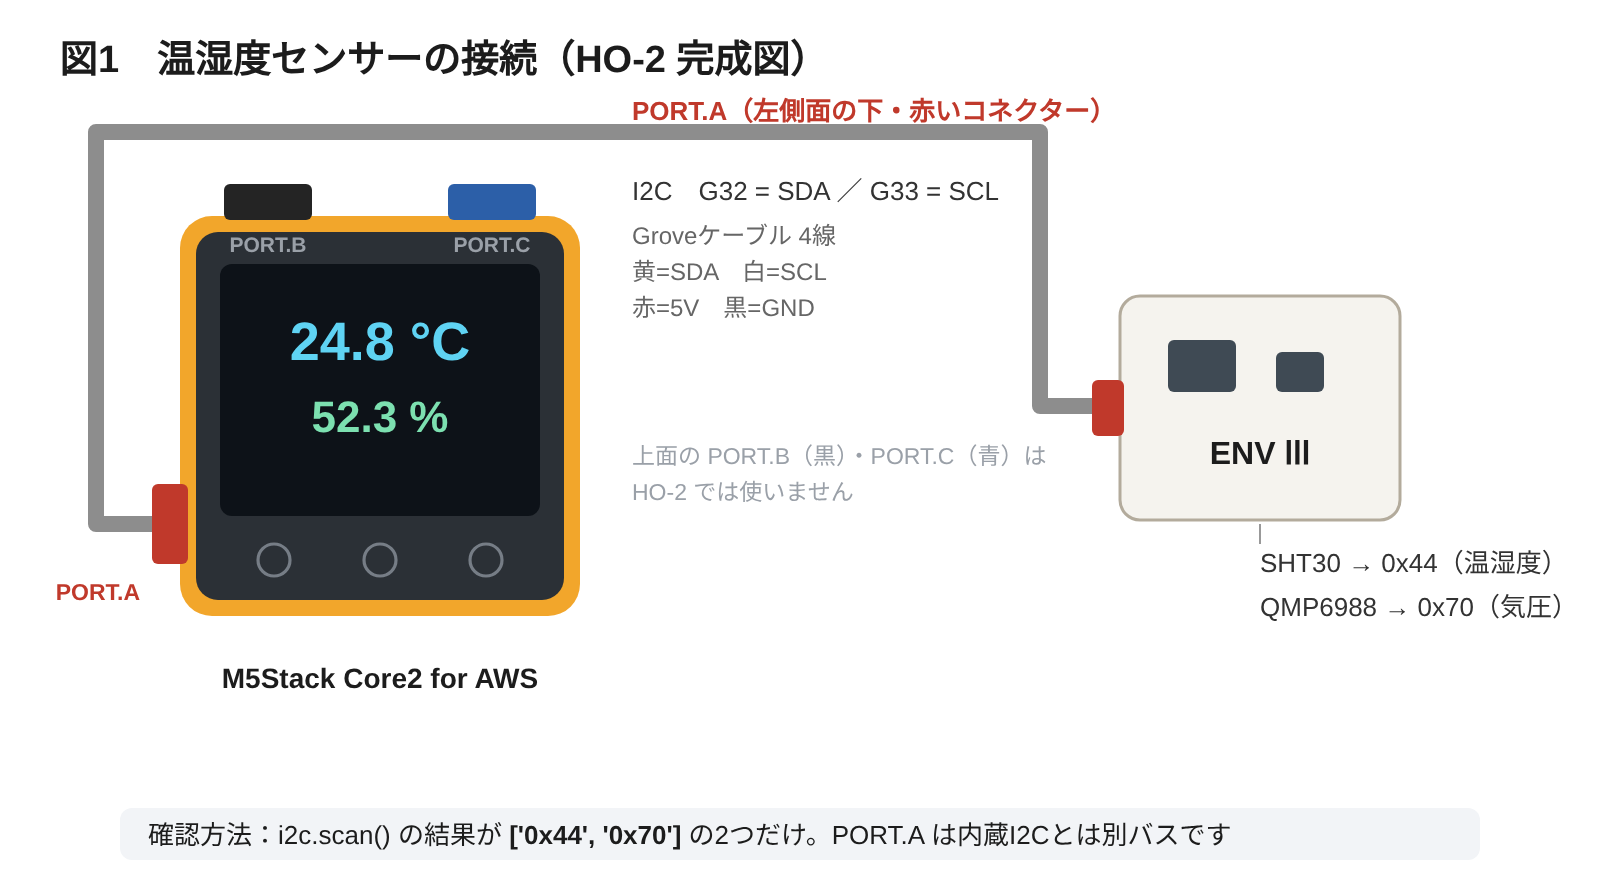 図1　温湿度センサーの接続（HO-2 完成図）
PORT.A（左側面の下・赤いコネクター）
I2C　G32 = SDA ／ G33 = SCL
Groveケーブル 4線
黄=SDA　白=SCL
赤=5V　黒=GND
PORT.B
PORT.C
24.8 °C
52.3 %
上面の PORT.B（黒）・PORT.C（青）は
HO-2 では使いません
ENV Ⅲ
PORT.A
SHT30 → 0x44（温湿度）
QMP6988 → 0x70（気圧）
M5Stack Core2 for AWS
確認方法：i2c.scan() の結果が ['0x44', '0x70'] の2つだけ。PORT.A は内蔵I2Cとは別バスです